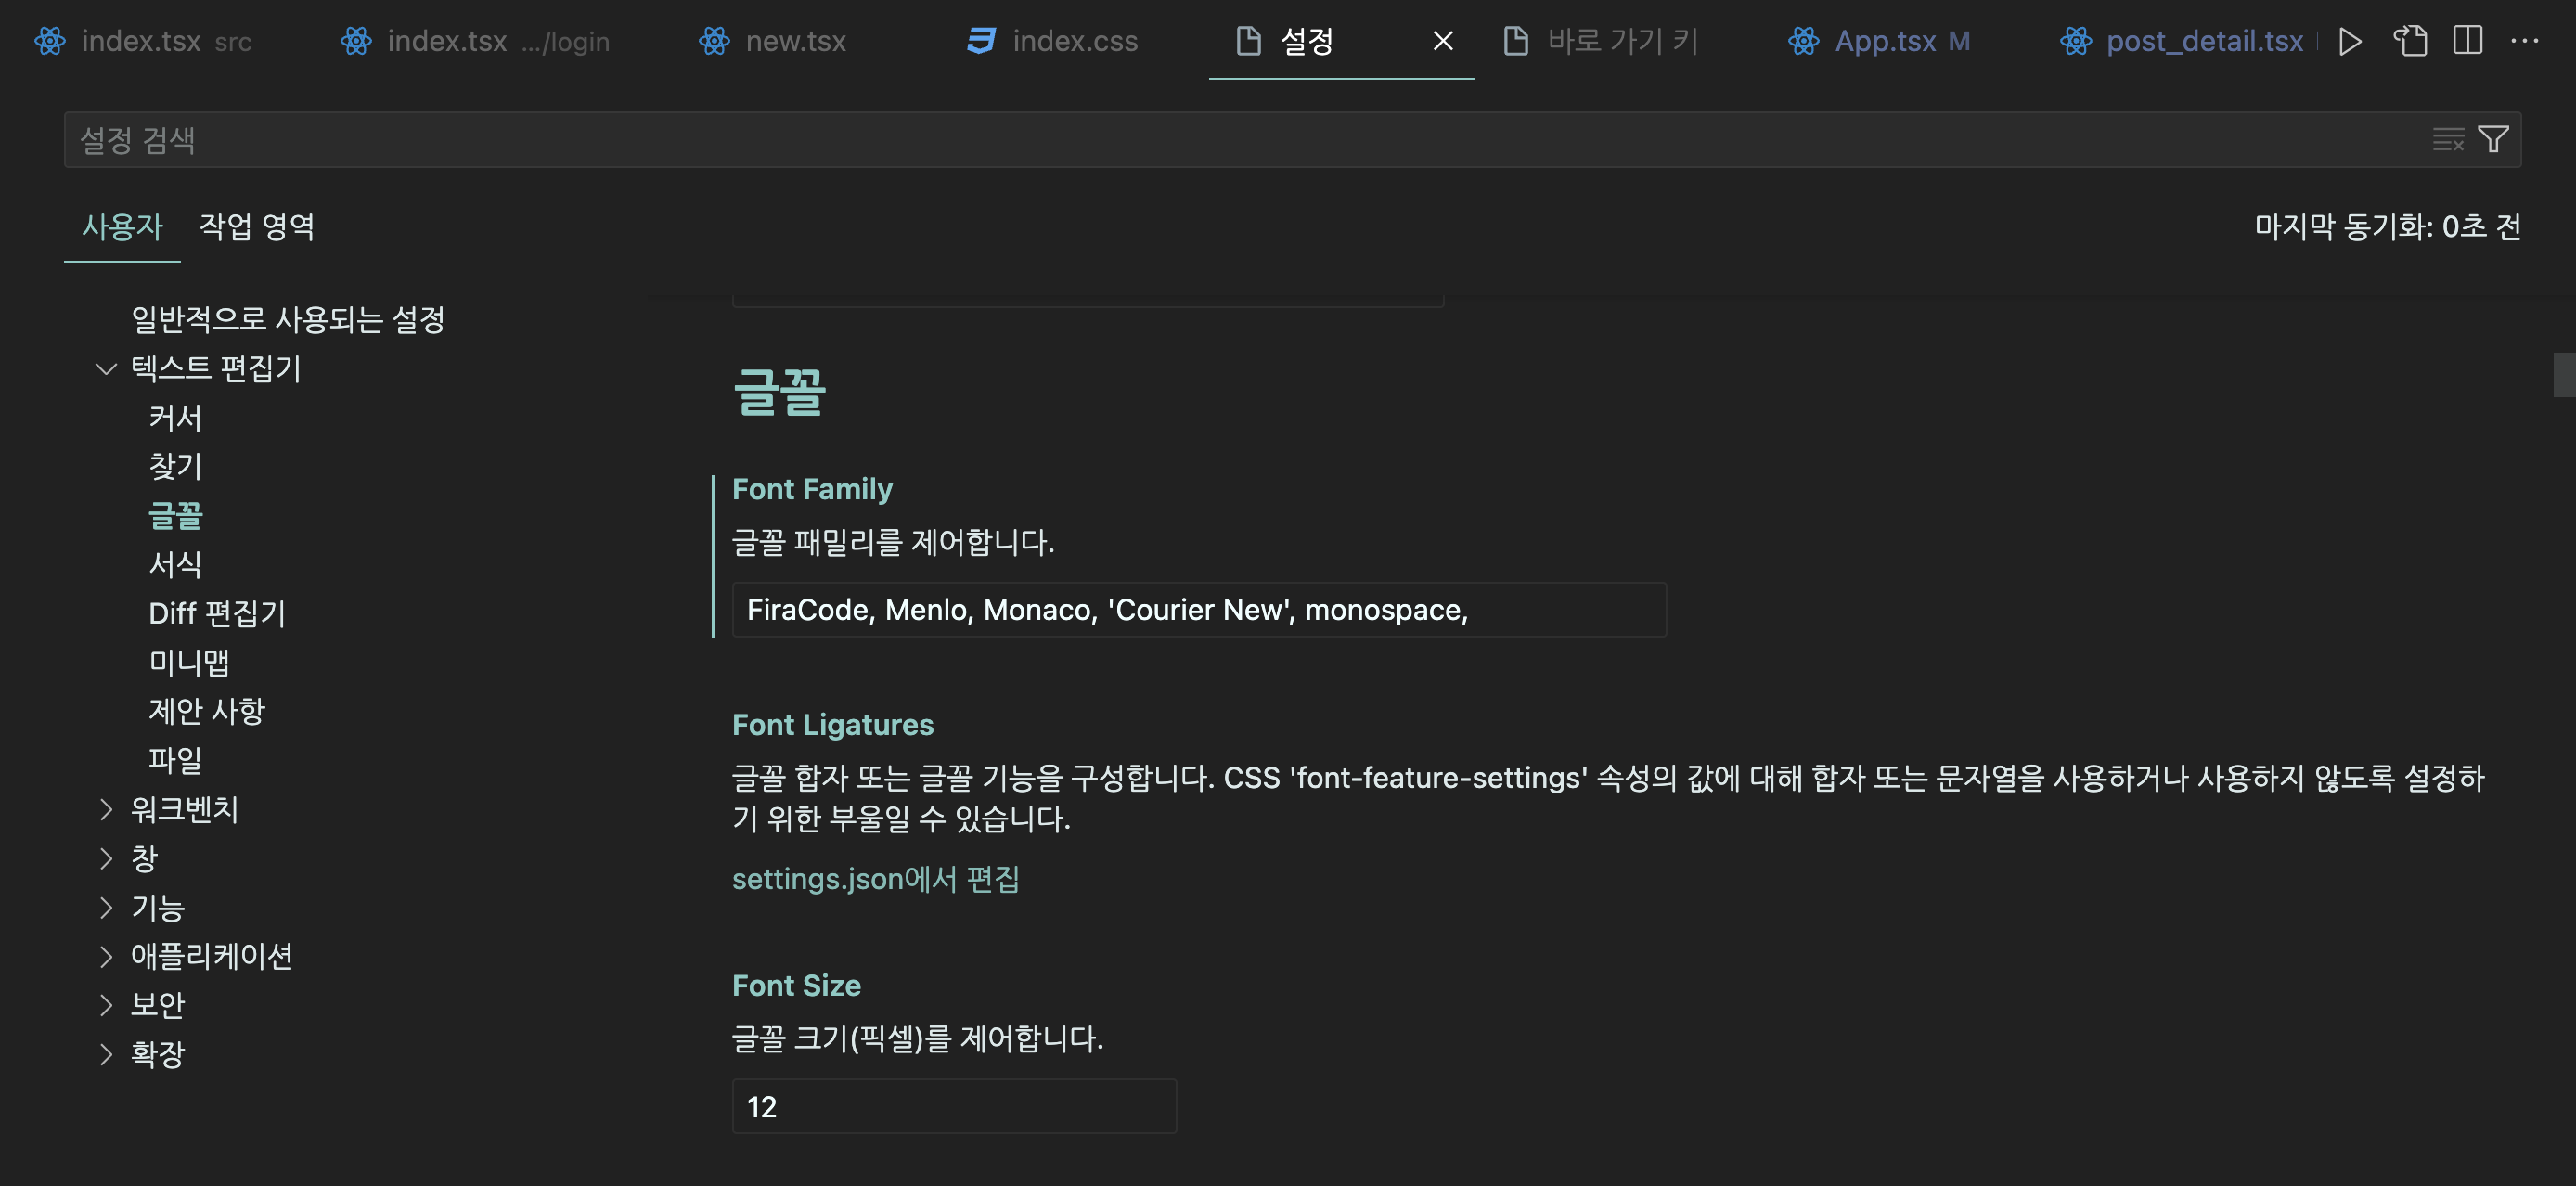 index.tsx src index.tsx .../login new.tsx index.css 설정 바로 가기 키 App.tsx M post_detail.tsx
설정 검색
사용자 작업 영역 마지막 동기화: 0초 전
일반적으로 사용되는 설정
텍스트 편집기
커서
찾기
글꼴
서식
Diff 편집기
미니맵
제안 사항
파일
워크벤치
창
기능
애플리케이션
보안
확장
글꼴
Font Family
글꼴 패밀리를 제어합니다.
FiraCode, Menlo, Monaco, 'Courier New', monospace,
Font Ligatures
글꼴 합자 또는 글꼴 기능을 구성합니다. CSS 'font-feature-settings' 속성의 값에 대해 합자 또는 문자열을 사용하거나 사용하지 않도록 설정하
기 위한 부울일 수 있습니다.
settings.json에서 편집
Font Size
글꼴 크기(픽셀)를 제어합니다.
12